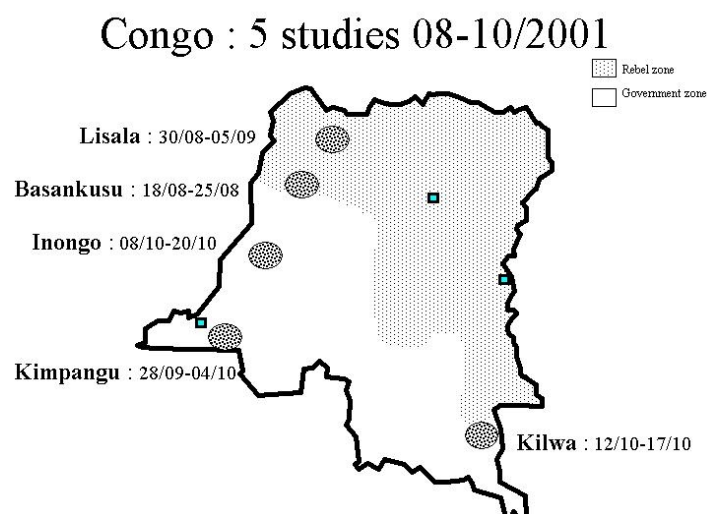 Congo : 5 studies 08-10/2001
Rebel zone
Government zone
Lisala : 30/08-05/09
Basankusu : 18/08-25/08
Inongo : 08/10-20/10
Kimpangu : 28/09-04/10
Kilwa : 12/10-17/10